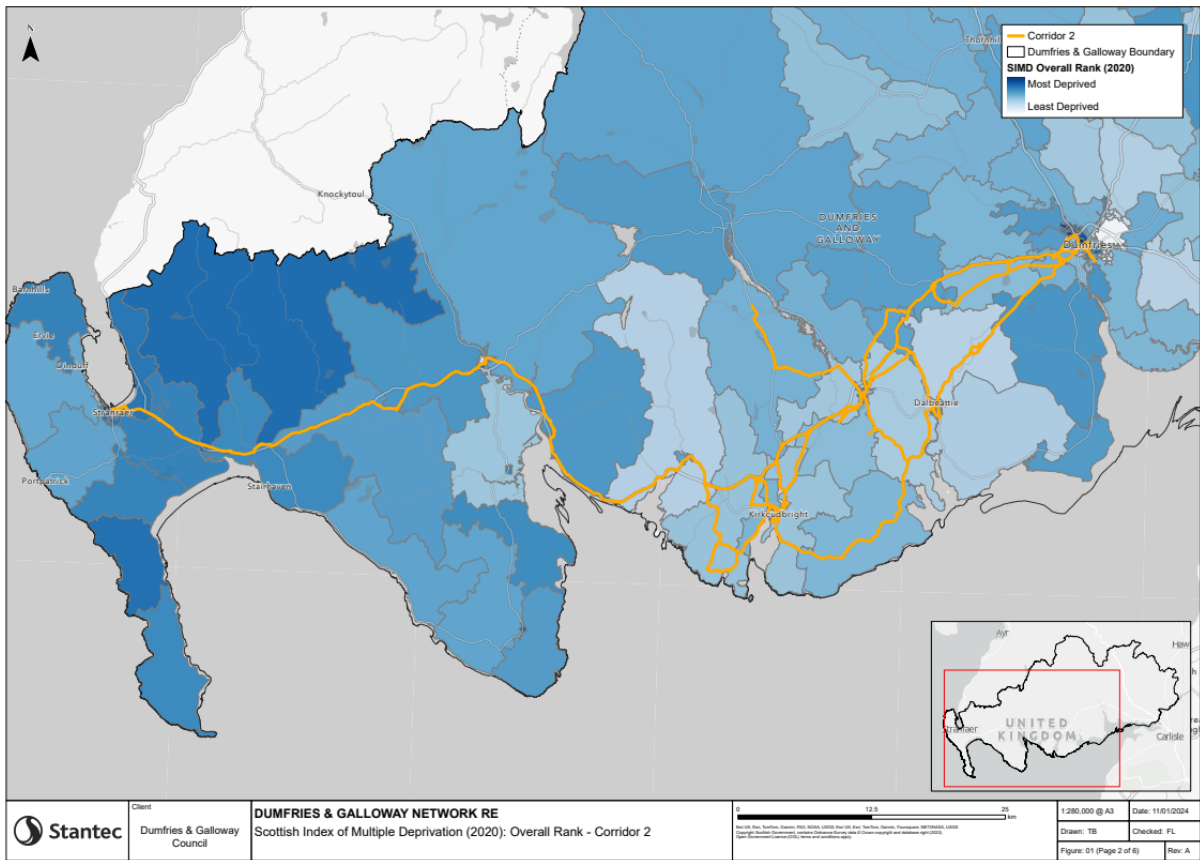 N
Corridor 2
Dumfries & Galloway Boundary
SIMD Overall Rank (2020)
Most Deprived
Least Deprived
Knockytoul
DUMFRIES
AND
GALLOWAY
Dumfries
Ervie
Stranraer
Dalbeattie
Portpatrick
Stairhaven
Kirkcudbright
Ayr
Haw
UNITED
KINGDOM
Carlisle
Stantec
Client
Dumfries & Galloway
Council
DUMFRIES & GALLOWAY NETWORK RE
Scottish Index of Multiple Deprivation (2020): Overall Rank - Corridor 2
0 12.5 25
km
1:280,000 @ A3
Date: 11/01/2024
Drawn: TB
Checked: FL
Figure: 01 (Page 2 of 6)
Rev: A